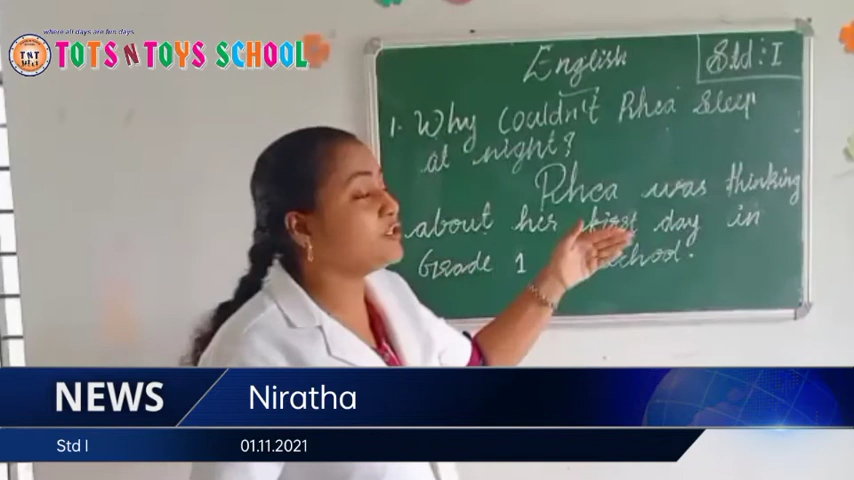 where all days are fun days.
TNT
TOTS N TOYS SCHOOL
English
Std: I
1. Why Couldn't Rhea Sleep
at night?
Rhea was thinking
about her first day in
Grade 1 School.
NEWS
Niratha
Std I
01.11.2021